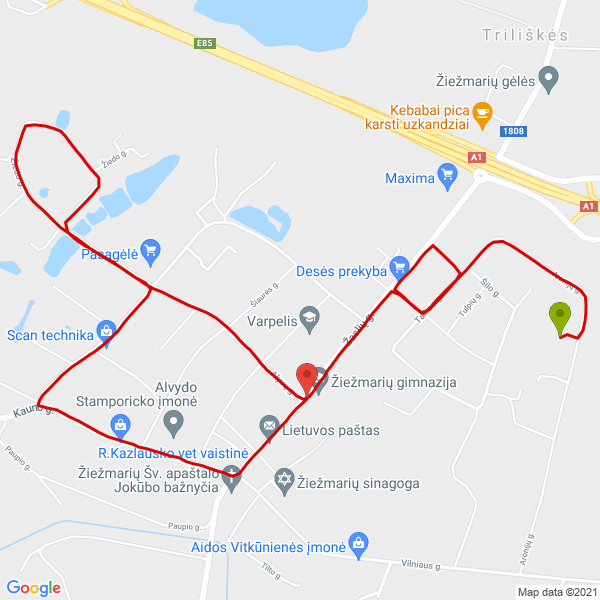 Triliškės
E85
Žiežmarių gėlės
Kebabai pica
karsti uzkandziai
1808
A1
Maxima
A1
Žiedo g.
Žiedo g.
Pasagėlė
Desės prekyba
Šiaurės g.
Šilo g.
Tulpių g.
Varpelis
Žaslių g.
Scan technika
Žiežmarių gimnazija
Alvydo
Stamporicko įmonė
Kauno g.
Lietuvos paštas
R.Kazlausko vet vaistinė
Paupio g.
Žiežmarių Šv. apaštalo
Jokūbo bažnyčia
Žiežmarių sinagoga
Paupio g.
Aronijų g.
Aidos Vitkūnienės įmonė
Vilniaus g.
Tilto g.
Google
Map data ©2021